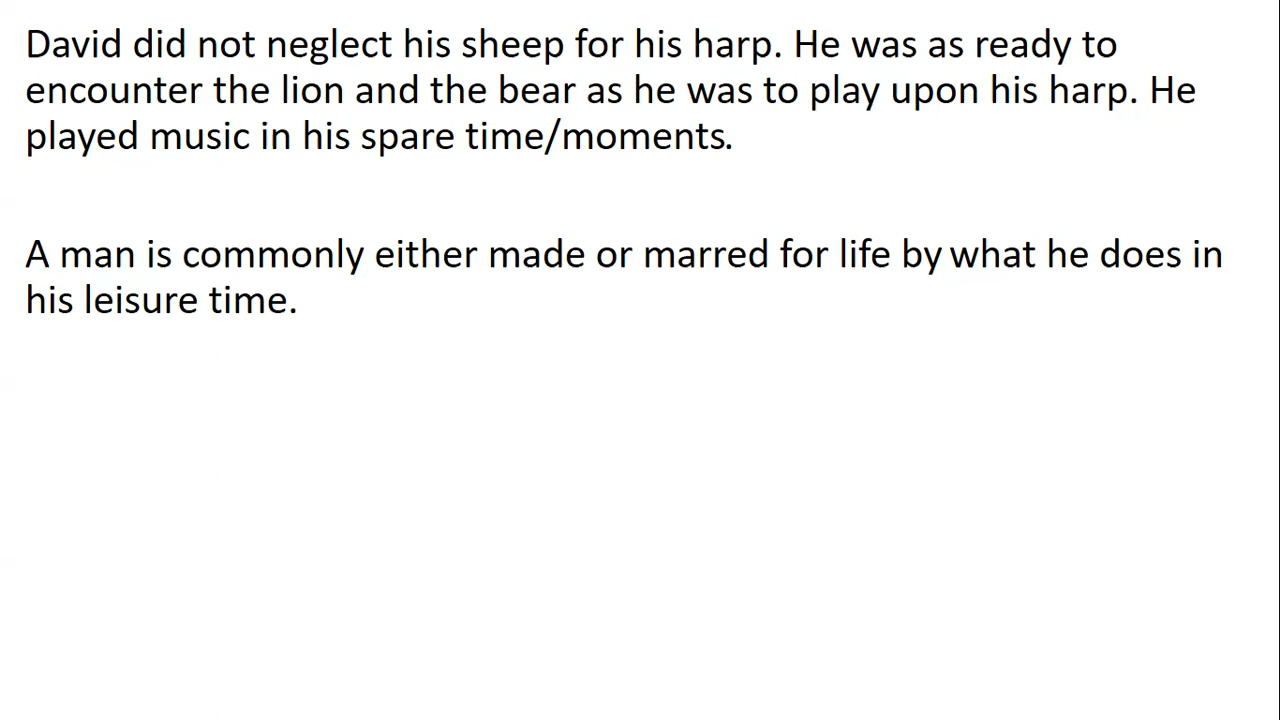 David did not neglect his sheep for his harp. He was as ready to
encounter the lion and the bear as he was to play upon his harp. He
played music in his spare time/moments.
A man is commonly either made or marred for life by what he does in
his leisure time.